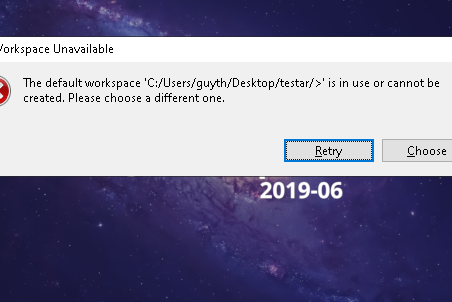 Workspace Unavailable
The default workspace 'C:/Users/guyth/Desktop/testar/>' is in use or cannot be
created. Please choose a different one.
Retry
Choose
2019-06